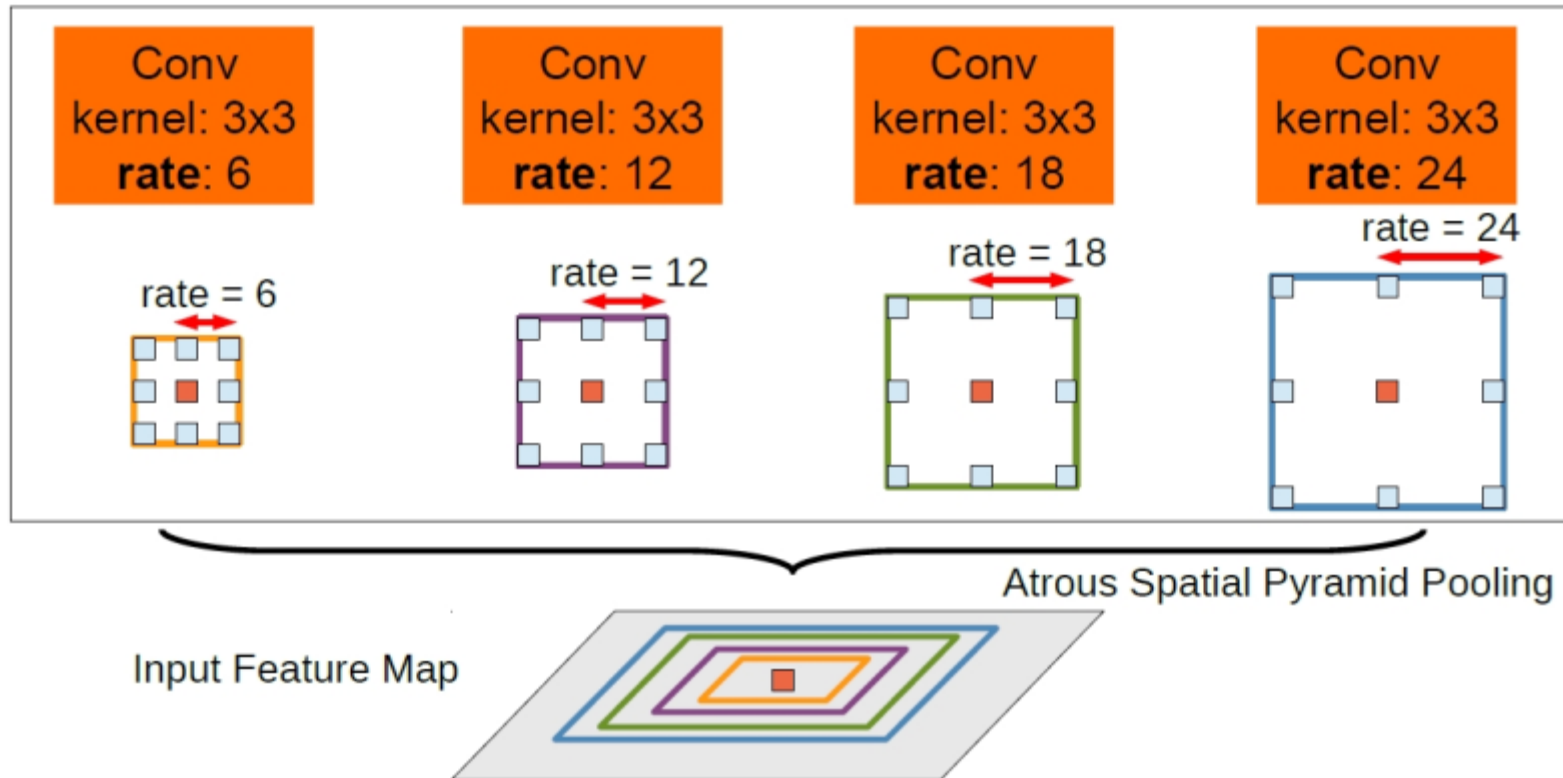 Conv
kernel: 3x3
rate: 6
Conv
kernel: 3x3
rate: 12
Conv
kernel: 3x3
rate: 18
Conv
kernel: 3x3
rate: 24
rate = 6
rate = 12
rate = 18
rate = 24
Atrous Spatial Pyramid Pooling
Input Feature Map